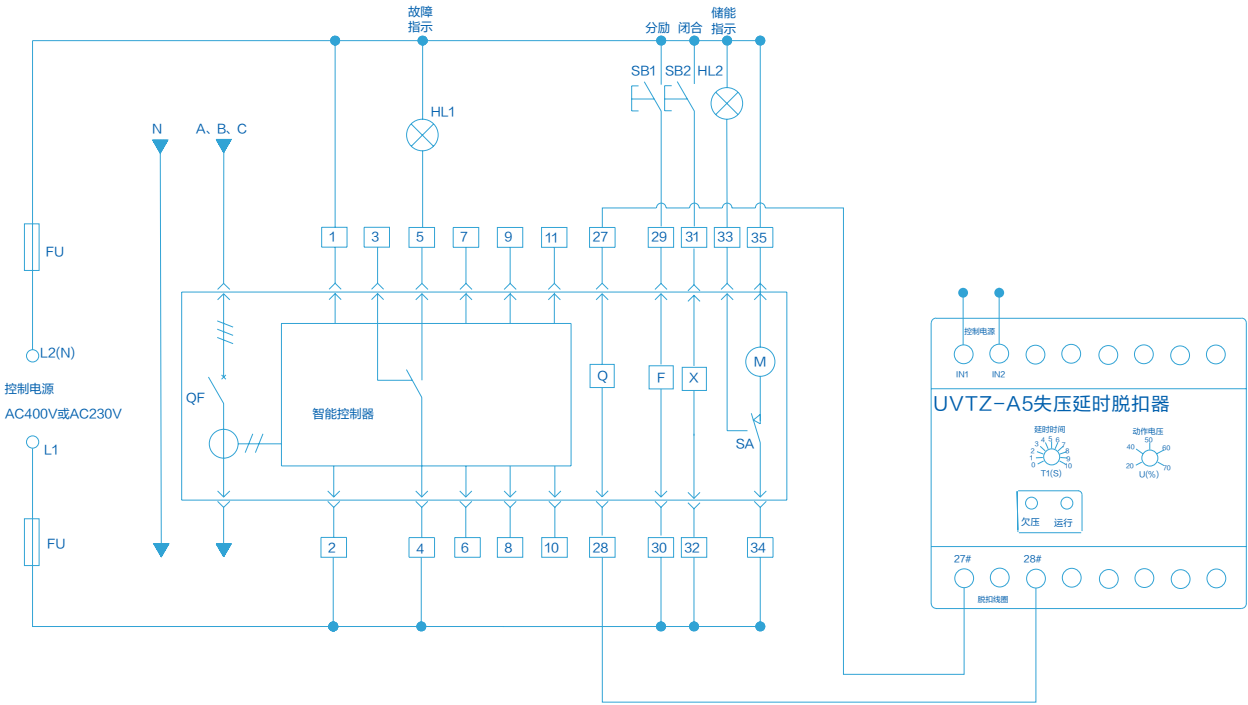 故障
指示
分励
闭合
储能
指示
SB1
SB2
HL2
HL1
N
A、B、C
FU
1
3
5
7
9
11
27
29
31
33
35
L2(N)
控制电源
AC400V或AC230V
L1
FU
QF
智能控制器
Q
F
X
M
SA
2
4
6
8
10
28
30
32
34
控制电源
IN1
IN2
UVTZ-A5失压延时脱扣器
延时时间
0
1
2
3
4
5
6
7
8
9
10
T1(S)
动作电压
20
40
50
60
70
U(%)
欠压
运行
27#
28#
脱扣线圈